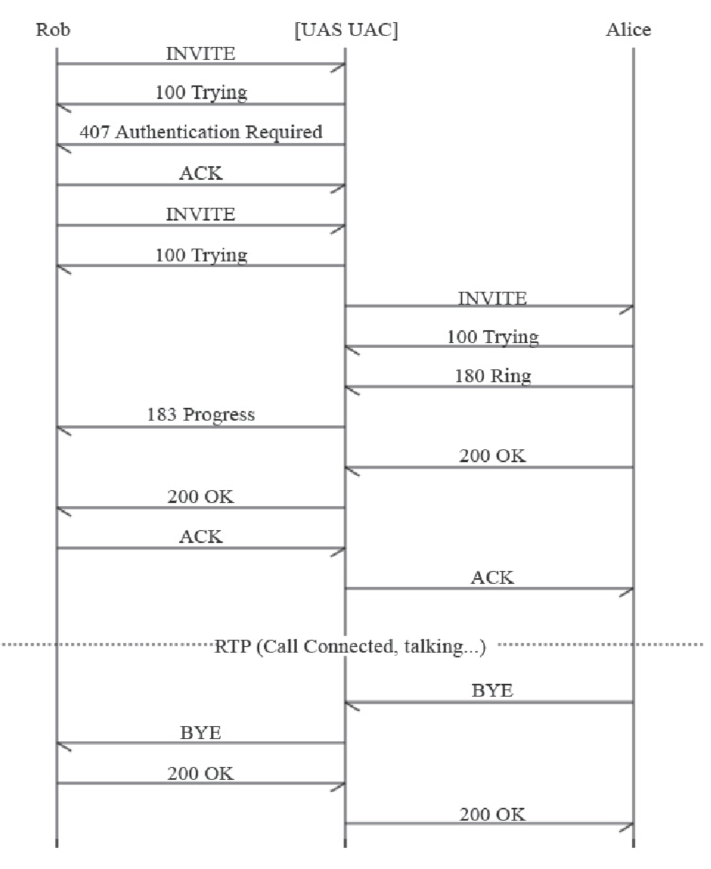 Rob [UAS UAC] Alice
INVITE
100 Trying
407 Authentication Required
ACK
INVITE
100 Trying
INVITE
100 Trying
180 Ring
183 Progress
200 OK
200 OK
ACK
ACK
RTP (Call Connected, talking...)
BYE
BYE
200 OK
200 OK